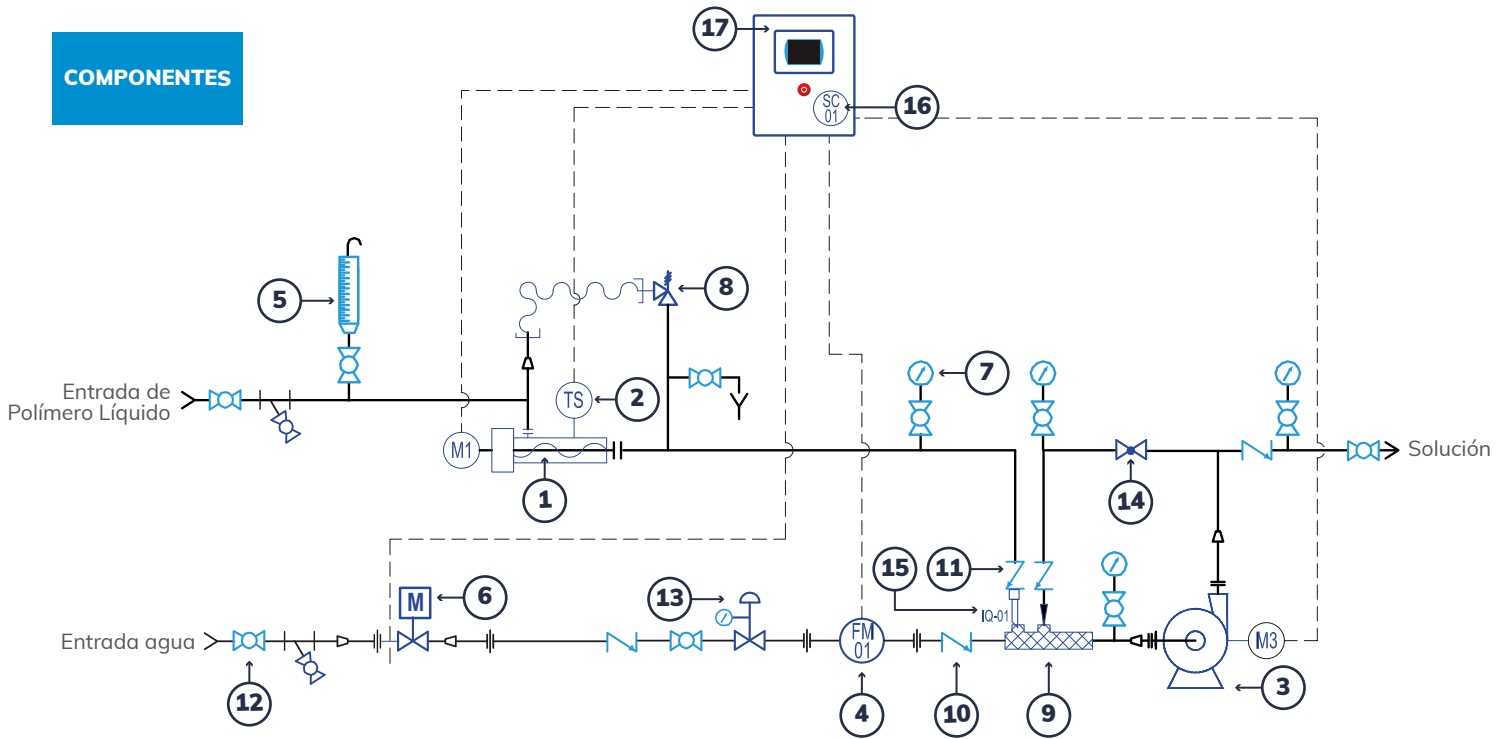 COMPONENTES
17
SC
01
16
5
8
7
Entrada de
Polímero Líquido
TS
2
M1
1
14
Solución
15
11
IQ-01
M
6
13
Entrada agua
FM
01
M3
12
4
10
9
3